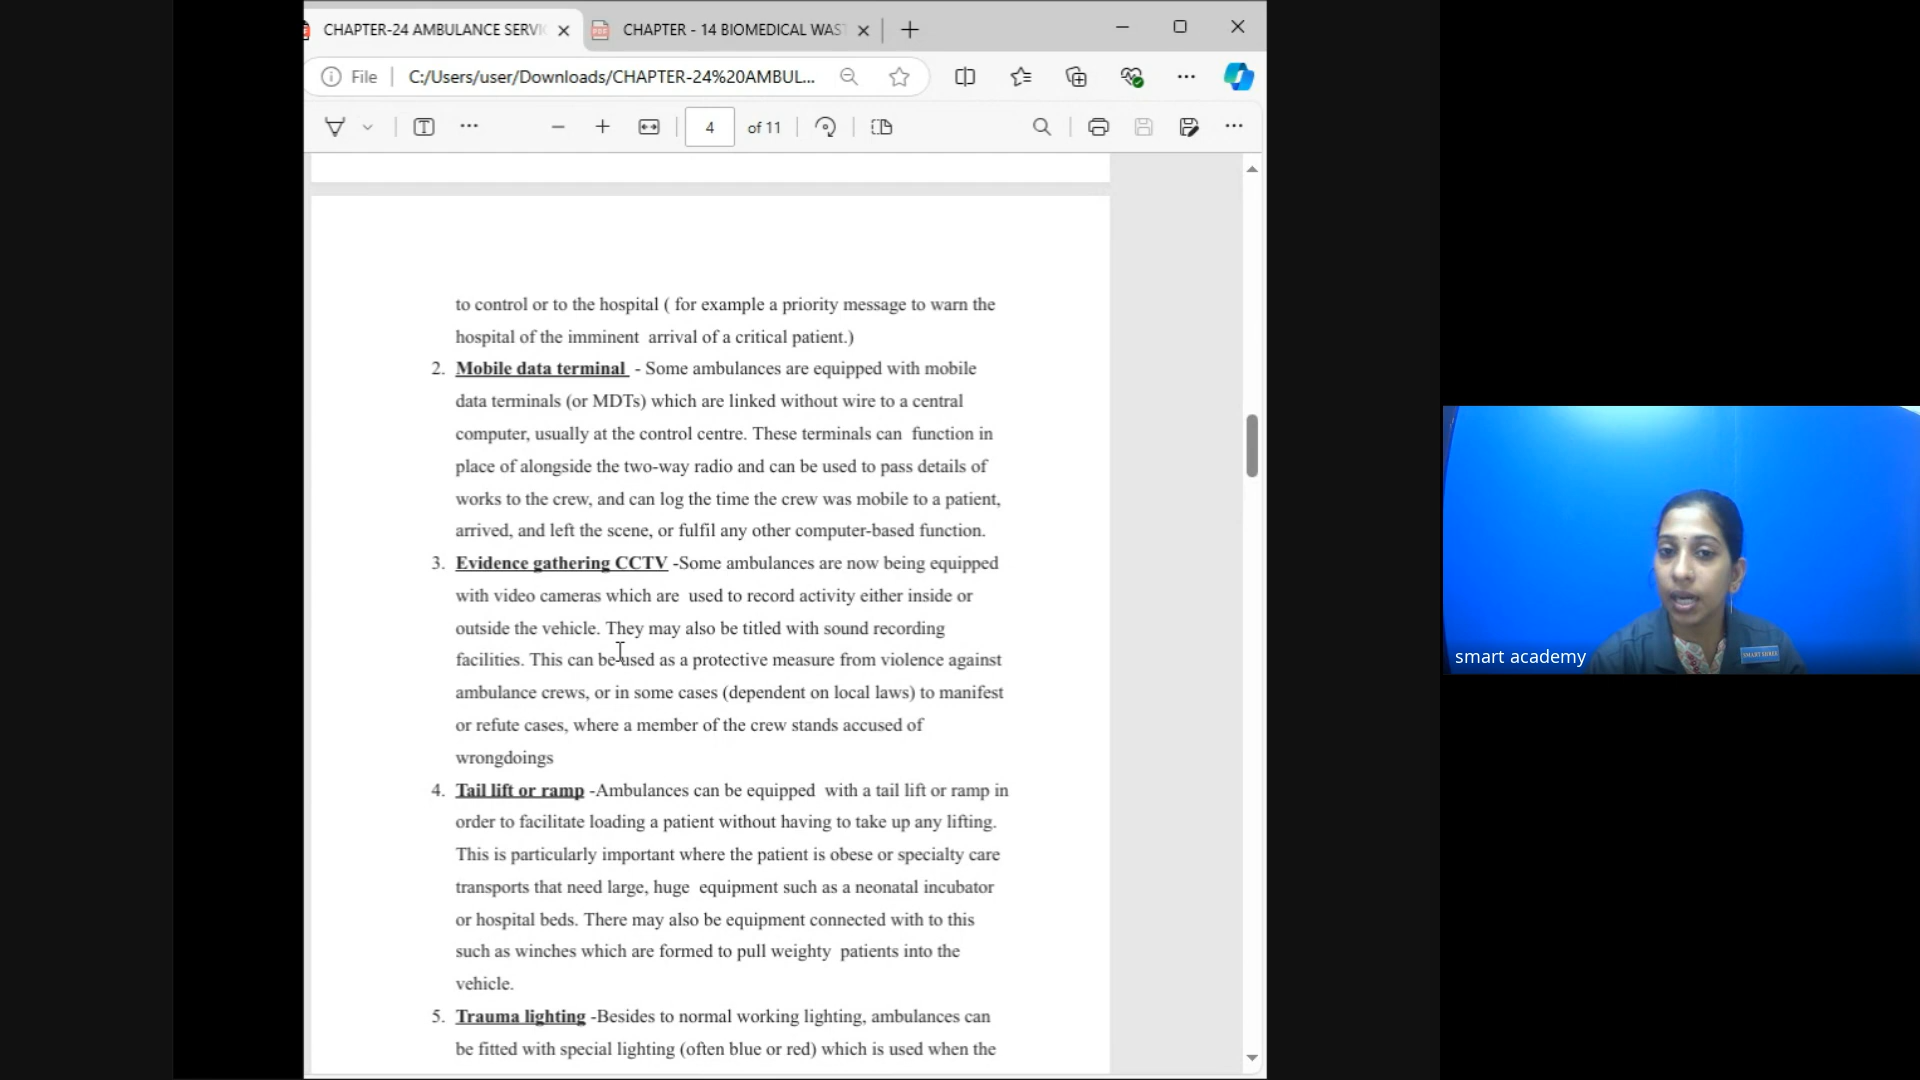 CHAPTER-24 AMBULANCE SERVI
CHAPTER - 14 BIOMEDICAL WAST
File
C:/Users/user/Downloads/CHAPTER-24%20AMBUL...
4 of 11
to control or to the hospital ( for example a priority message to warn the
hospital of the imminent arrival of a critical patient.)
2. Mobile data terminal - Some ambulances are equipped with mobile
data terminals (or MDTs) which are linked without wire to a central
computer, usually at the control centre. These terminals can function in
place of alongside the two-way radio and can be used to pass details of
works to the crew, and can log the time the crew was mobile to a patient,
arrived, and left the scene, or fulfil any other computer-based function.
3. Evidence gathering CCTV -Some ambulances are now being equipped
with video cameras which are used to record activity either inside or
outside the vehicle. They may also be titled with sound recording
facilities. This can be used as a protective measure from violence against
ambulance crews, or in some cases (dependent on local laws) to manifest
or refute cases, where a member of the crew stands accused of
wrongdoings
4. Tail lift or ramp -Ambulances can be equipped with a tail lift or ramp in
order to facilitate loading a patient without having to take up any lifting.
This is particularly important where the patient is obese or specialty care
transports that need large, huge equipment such as a neonatal incubator
or hospital beds. There may also be equipment connected with to this
such as winches which are formed to pull weighty patients into the
vehicle.
5. Trauma lighting -Besides to normal working lighting, ambulances can
be fitted with special lighting (often blue or red) which is used when the
smart academy